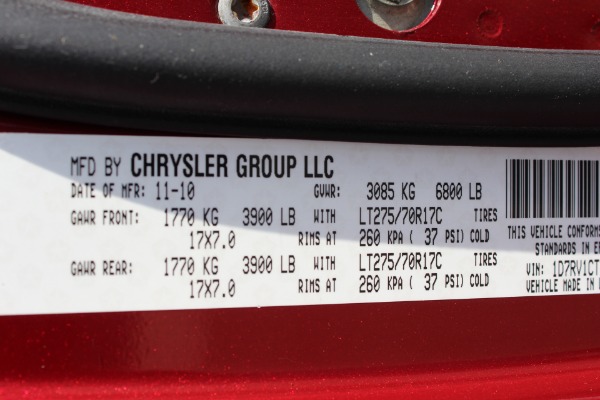 MFD BY CHRYSLER GROUP LLC
DATE OF MFR: 11-10 GVWR: 3085 KG 6800 LB
GAWR FRONT: 1770 KG 3900 LB WITH LT275/70R17C TIRES
17X7.0 RIMS AT 260 KPA ( 37 PSI) COLD
GAWR REAR: 1770 KG 3900 LB WITH LT275/70R17C TIRES
17X7.0 RIMS AT 260 KPA ( 37 PSI) COLD
THIS VEHICLE CONFORMS
STANDARDS IN
VIN: 1D7RV1CT
VEHICLE MADE IN